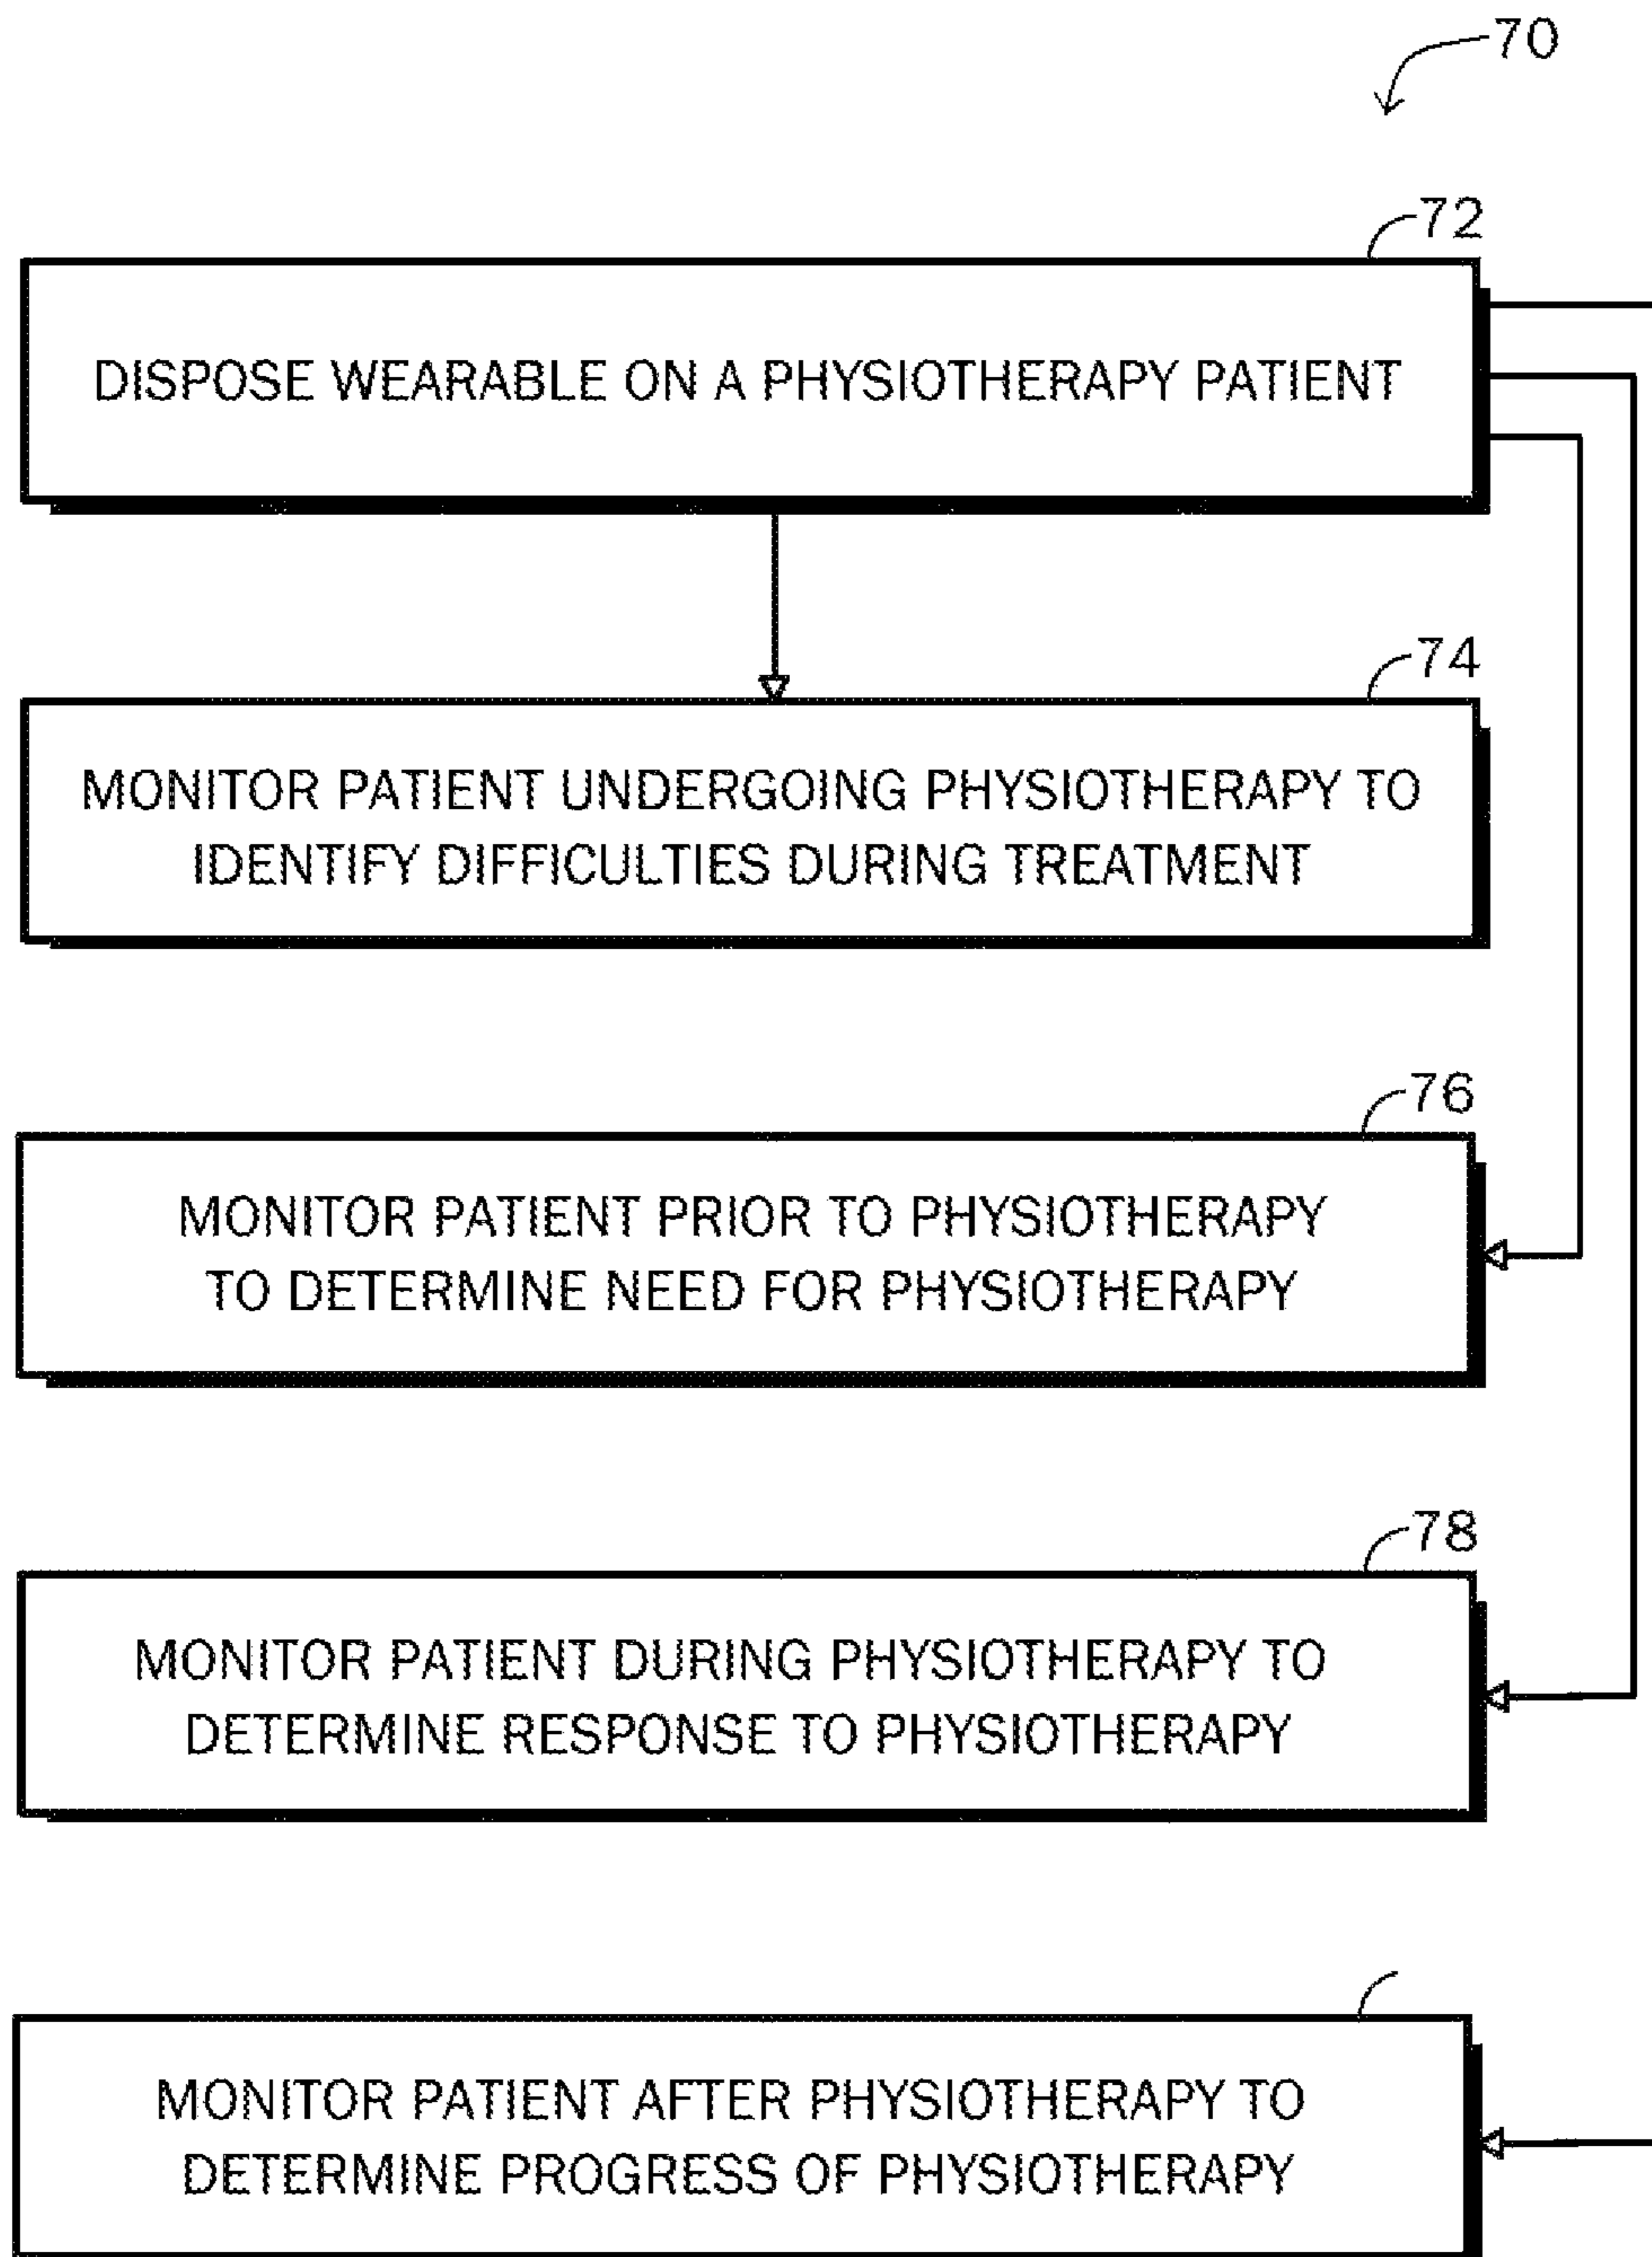 70
72
DISPOSE WEARABLE ON A PHYSIOTHERAPY PATIENT
74
MONITOR PATIENT UNDERGOING PHYSIOTHERAPY TO
IDENTIFY DIFFICULTIES DURING TREATMENT
76
MONITOR PATIENT PRIOR TO PHYSIOTHERAPY
TO DETERMINE NEED FOR PHYSIOTHERAPY
78
MONITOR PATIENT DURING PHYSIOTHERAPY TO
DETERMINE RESPONSE TO PHYSIOTHERAPY
MONITOR PATIENT AFTER PHYSIOTHERAPY TO
DETERMINE PROGRESS OF PHYSIOTHERAPY